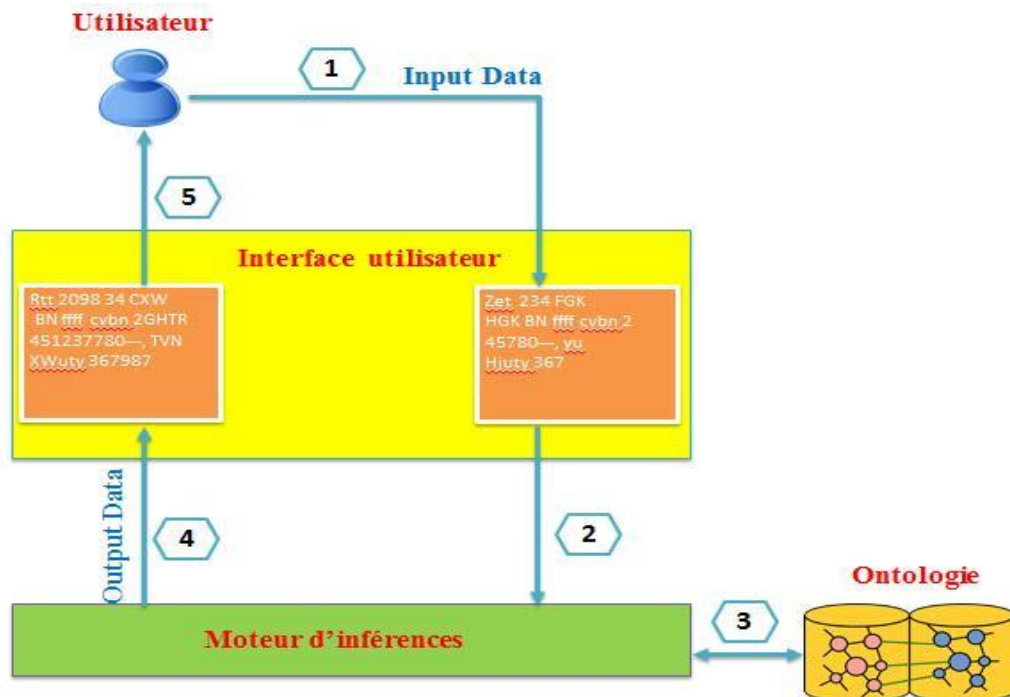 Utilisateur
1
Input Data
5
Interface utilisateur
Rtt 2098 34 CXW
BN ffff cvbn 2GHTR
451237780—, TVN
XWuty 367987
Zet 234 FGK
HGK BN ffff cvbn 2
45780—, yu
Hjuty 367
Output Data
4
2
Ontologie
3
Moteur d'inférences